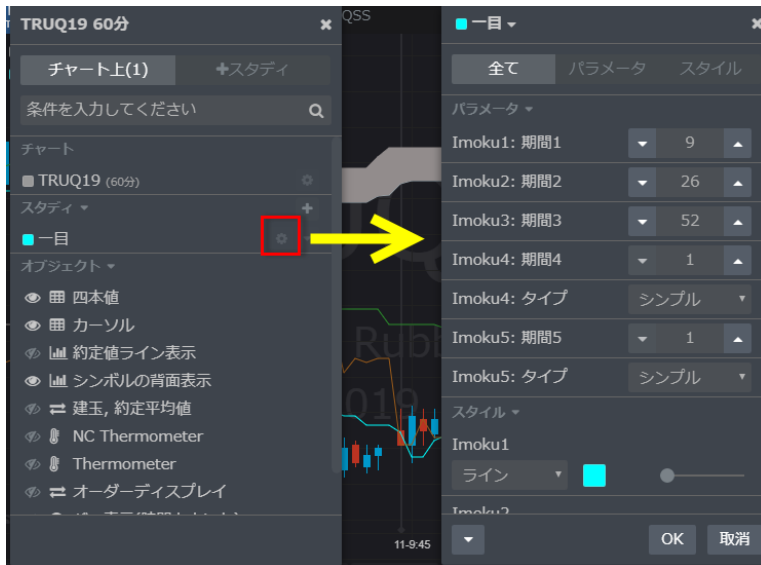 TRUQ19 60分
チャート上(1)
+スタディ
条件を入力してください
チャート
TRUQ19 (60分)
スタディ
一目
オブジェクト
四本値
カーソル
約定値ライン表示
シンボルの背面表示
建玉, 約定平均値
NC Thermometer
Thermometer
オーダーディスプレイ
QSS
Rubb
019
11-9:45
一目
全て
パラメータ
スタイル
パラメータ
Imoku1: 期間1
9
Imoku2: 期間2
26
Imoku3: 期間3
52
Imoku4: 期間4
1
Imoku4: タイプ
シンプル
Imoku5: 期間5
1
Imoku5: タイプ
シンプル
スタイル
Imoku1
ライン
Imoku2
OK
取消